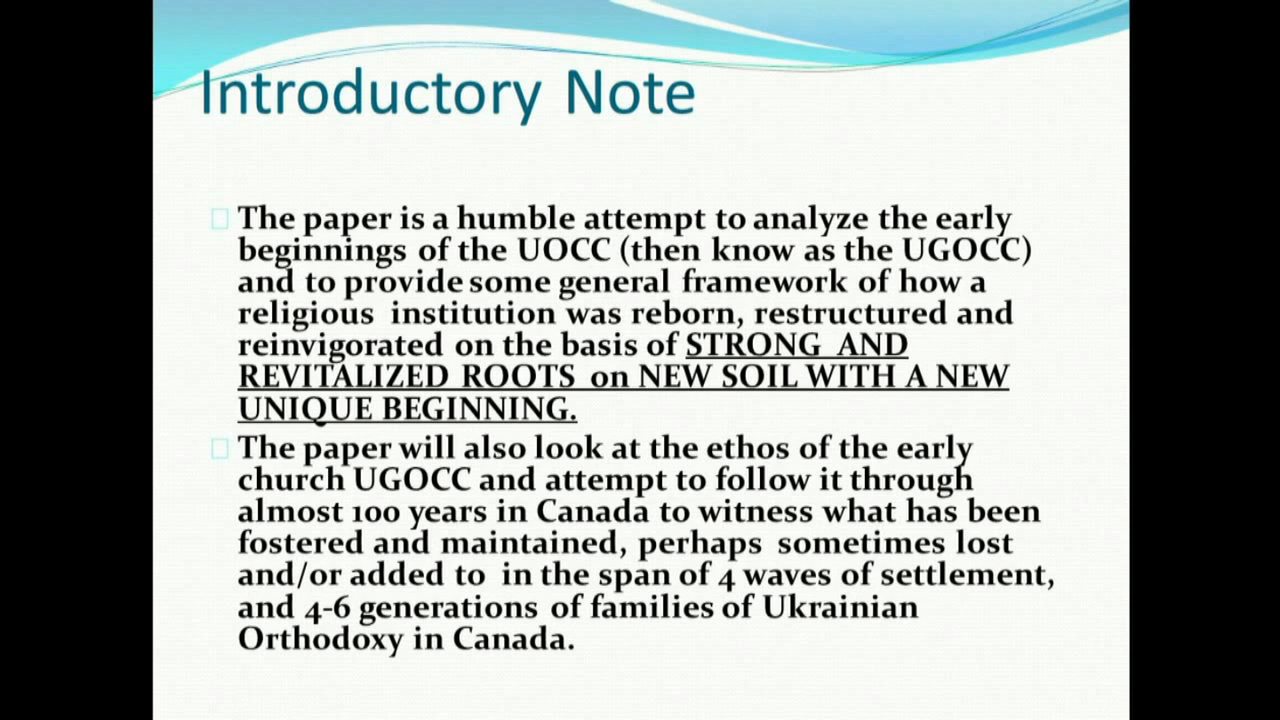 Introductory Note
The paper is a humble attempt to analyze the early
beginnings of the UOCC (then know as the UGOCC)
and to provide some general framework of how a
religious institution was reborn, restructured and
reinvigorated on the basis of STRONG AND
REVITALIZED ROOTS on NEW SOIL WITH A NEW
UNIQUE BEGINNING.
The paper will also look at the ethos of the early
church UGOCC and attempt to follow it through
almost 100 years in Canada to witness what has been
fostered and maintained, perhaps sometimes lost
and/or added to in the span of 4 waves of settlement,
and 4-6 generations of families of Ukrainian
Orthodoxy in Canada.